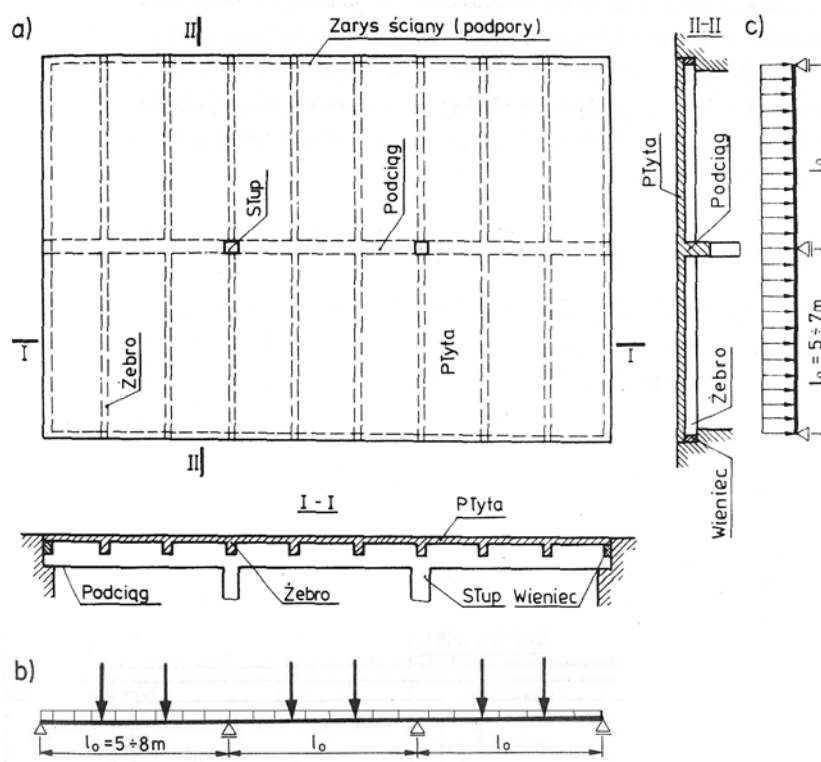 a)
II
Zarys ściany (podpory)
II-II
c)
Słup
Podciąg
Żebro
Płyta
I
I
II
Płyta
Podciąg
Żebro
Wieniec
l₀
l₀ = 5÷7m
I - I
Płyta
Podciąg
Żebro
Słup
Wieniec
b)
l₀ = 5÷8m
l₀
l₀